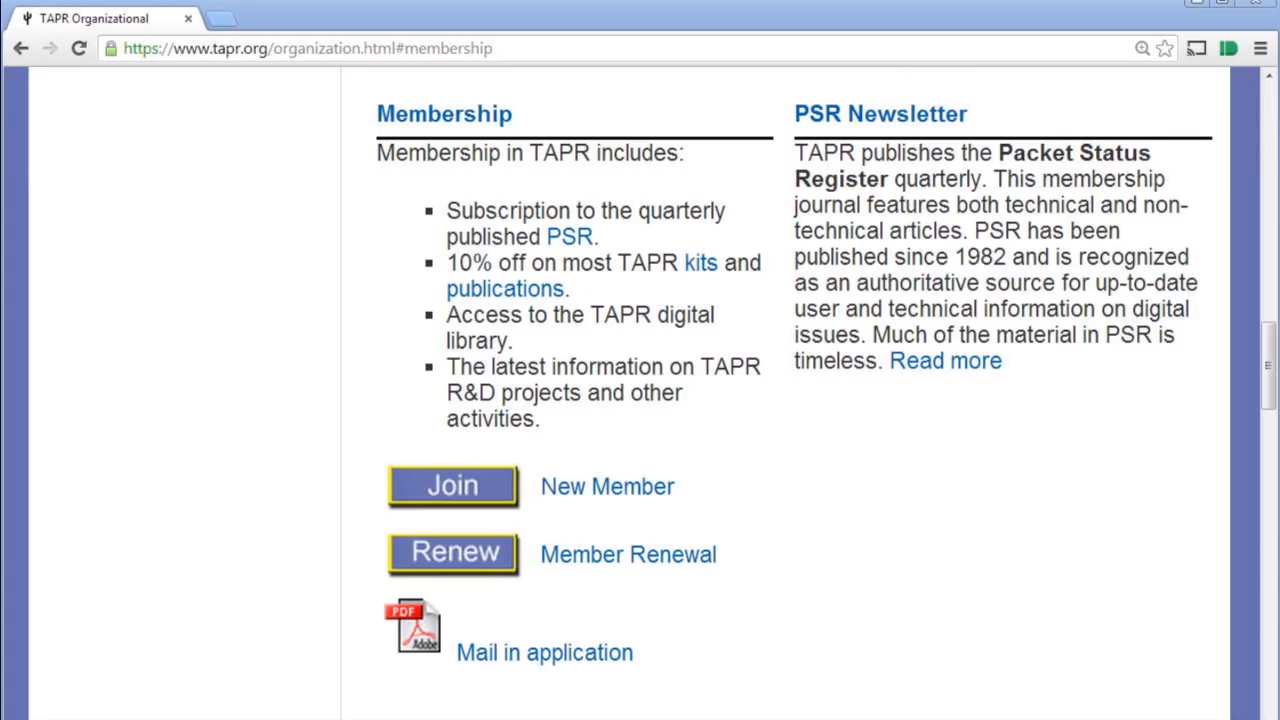 TAPR Organizational
https://www.tapr.org/organization.html#membership
Membership
Membership in TAPR includes:
Subscription to the quarterly
published PSR.
10% off on most TAPR kits and
publications.
Access to the TAPR digital
library.
The latest information on TAPR
R&D projects and other
activities.
Join New Member
Renew Member Renewal
PDF
Adobe
Mail in application
PSR Newsletter
TAPR publishes the Packet Status
Register quarterly. This membership
journal features both technical and non-
technical articles. PSR has been
published since 1982 and is recognized
as an authoritative source for up-to-date
user and technical information on digital
issues. Much of the material in PSR is
timeless. Read more